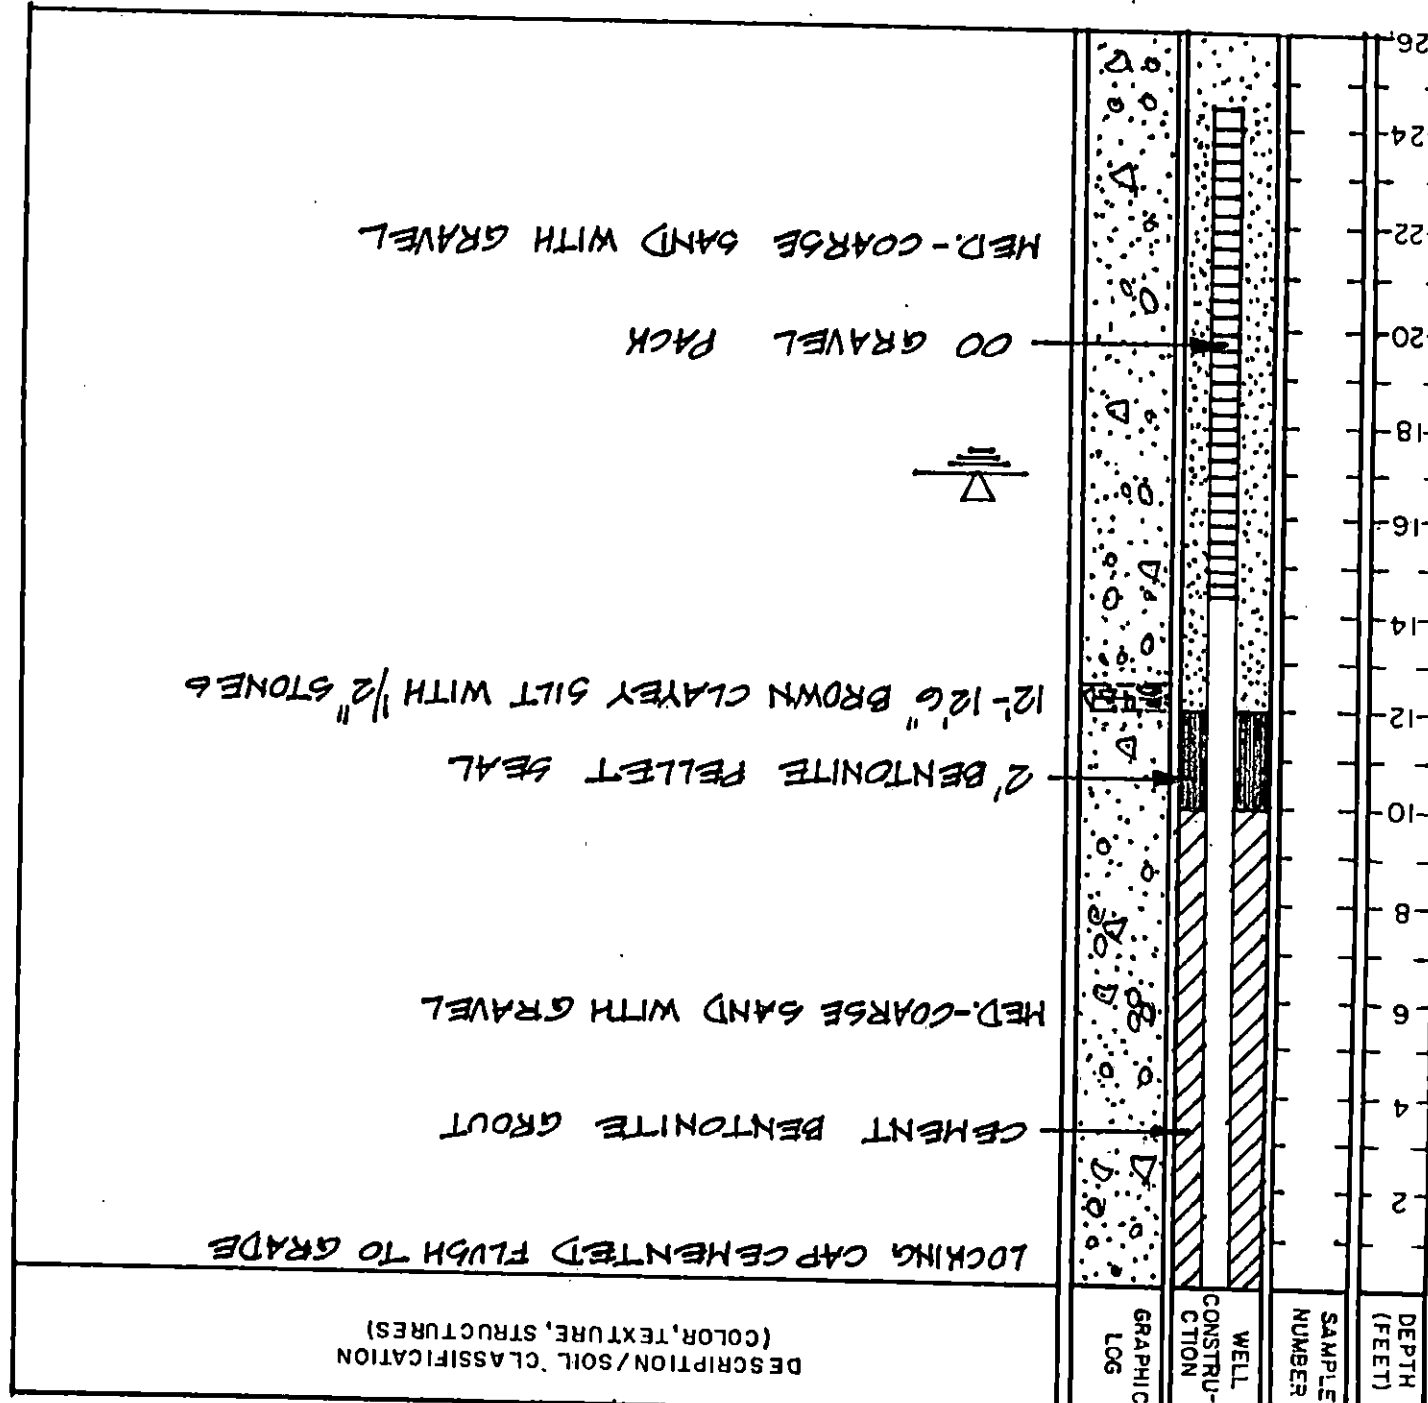 DEPTH
(FEET)
SAMPLE
NUMBER
WELL
CONSTRU-
CTION
GRAPHIC
LOG
DESCRIPTION/SOIL CLASSIFICATION
(COLOR, TEXTURE, STRUCTURES)
LOCKING CAP CEMENTED FLUSH TO GRADE
2
CEMENT BENTONITE GROUT
4
MED.-COARSE SAND WITH GRAVEL
6
8
10
2' BENTONITE PELLET SEAL
12
12'-12'6" BROWN CLAYEY SILT WITH 1/2" STONES
14
16
18
20
00 GRAVEL PACK
22
MED.-COARSE SAND WITH GRAVEL
24
26'